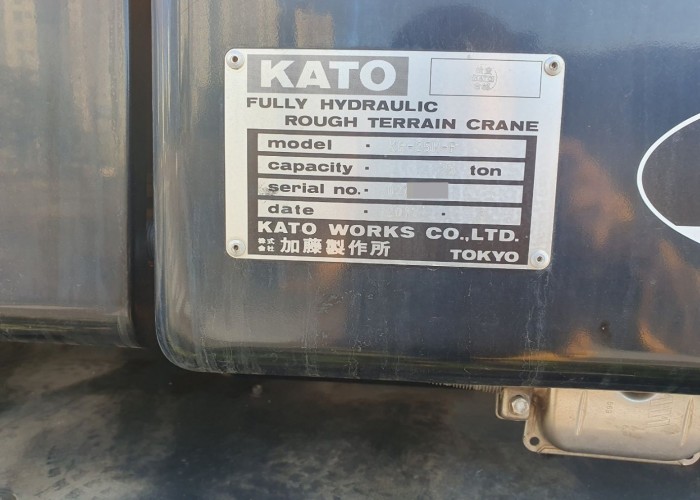 KATO
FULLY HYDRAULIC
ROUGH TERRAIN CRANE
model ・
capacity ・ ton
serial no. ・
date ・
KATO WORKS CO.,LTD.
株式会社 加藤製作所 TOKYO